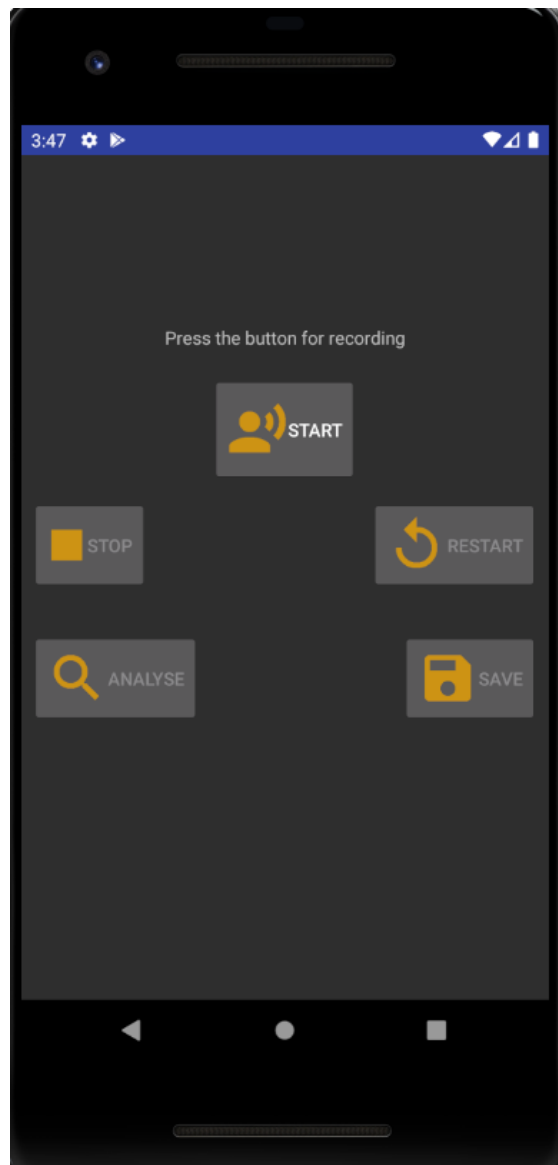 3:47
Press the button for recording
START
STOP
RESTART
ANALYSE
SAVE